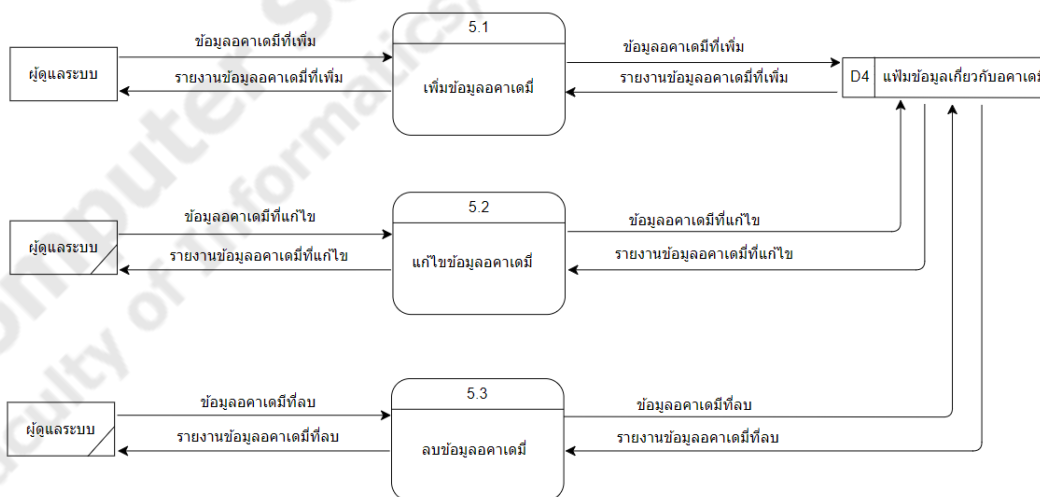 5.1
ข้อมูลอคาเดมีที่เพิ่ม
ข้อมูลอคาเดมีที่เพิ่ม
ผู้ดูแลระบบ
รายงานข้อมูลอคาเดมีที่เพิ่ม
เพิ่มข้อมูลอคาเดมี่
รายงานข้อมูลอคาเดมีที่เพิ่ม
D4 แฟ้มข้อมูลเกี่ยวกับอคาเดมี
5.2
ข้อมูลอคาเดมีที่แก้ไข
ข้อมูลอคาเดมีที่แก้ไข
ผู้ดูแลระบบ
รายงานข้อมูลอคาเดมีที่แก้ไข
แก้ไขข้อมูลอคาเดมี่
รายงานข้อมูลอคาเดมีที่แก้ไข
5.3
ข้อมูลอคาเดมีที่ลบ
ข้อมูลอคาเดมีที่ลบ
ผู้ดูแลระบบ
รายงานข้อมูลอคาเดมีที่ลบ
ลบข้อมูลอคาเดมี่
รายงานข้อมูลอคาเดมีที่ลบ
omputer
aculty of Informatics,